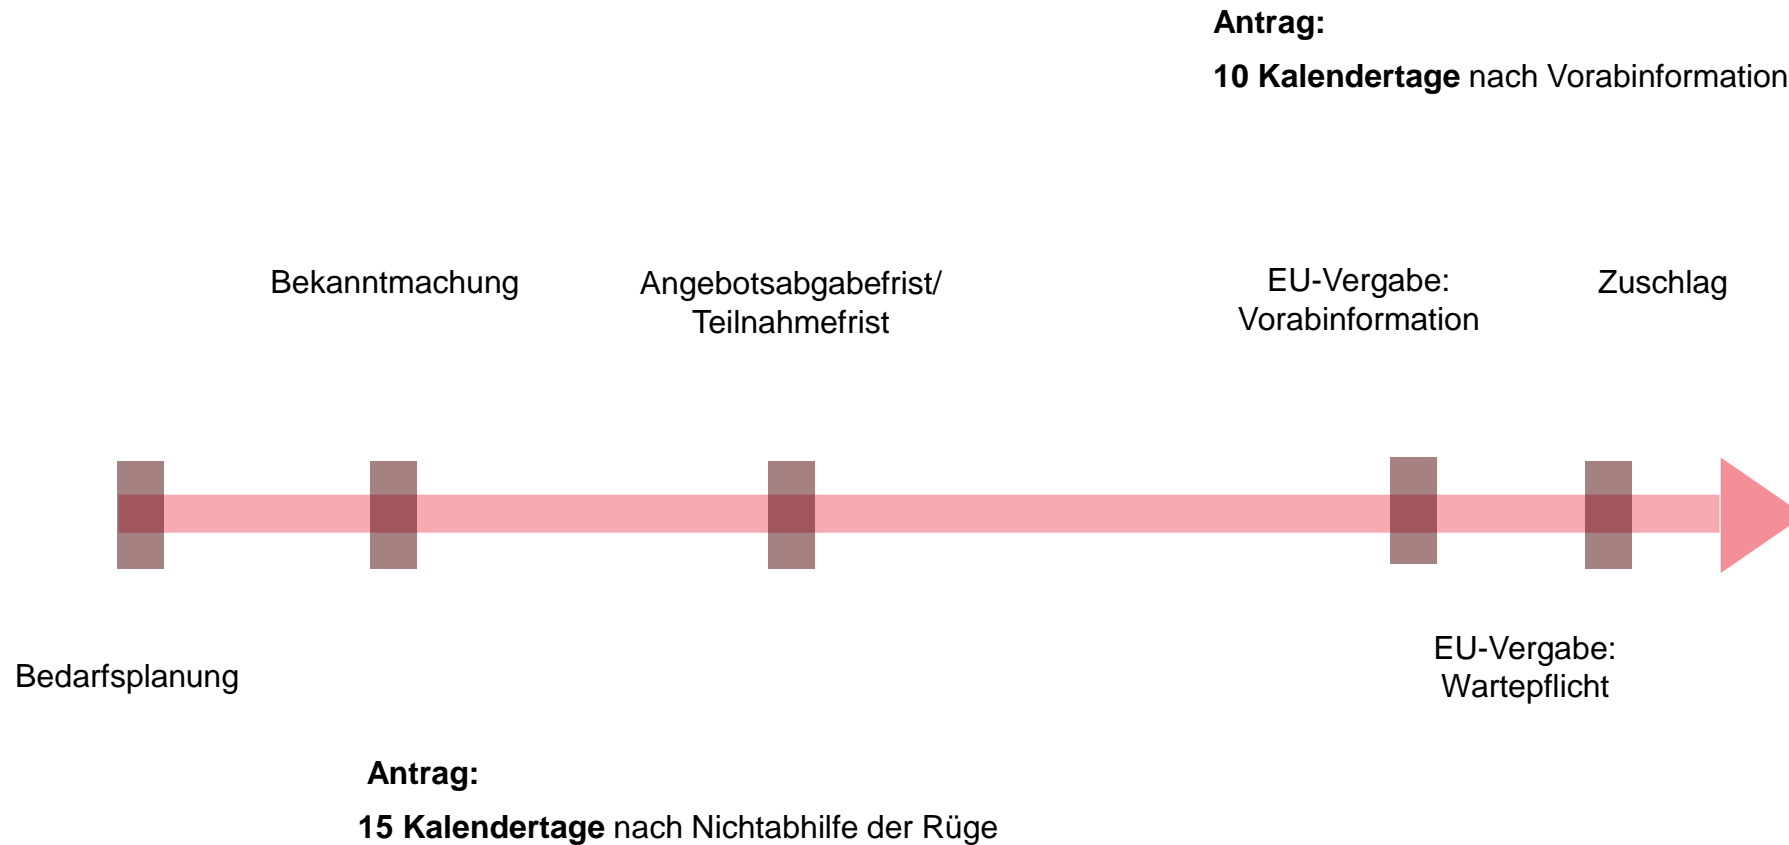 Antrag:
10 Kalendertage nach Vorabinformation
Bekanntmachung
Angebotsabgabefrist/
Teilnahmefrist
EU-Vergabe:
Vorabinformation
Zuschlag
Bedarfsplanung
EU-Vergabe:
Wartepflicht
Antrag:
15 Kalendertage nach Nichtabhilfe der Rüge